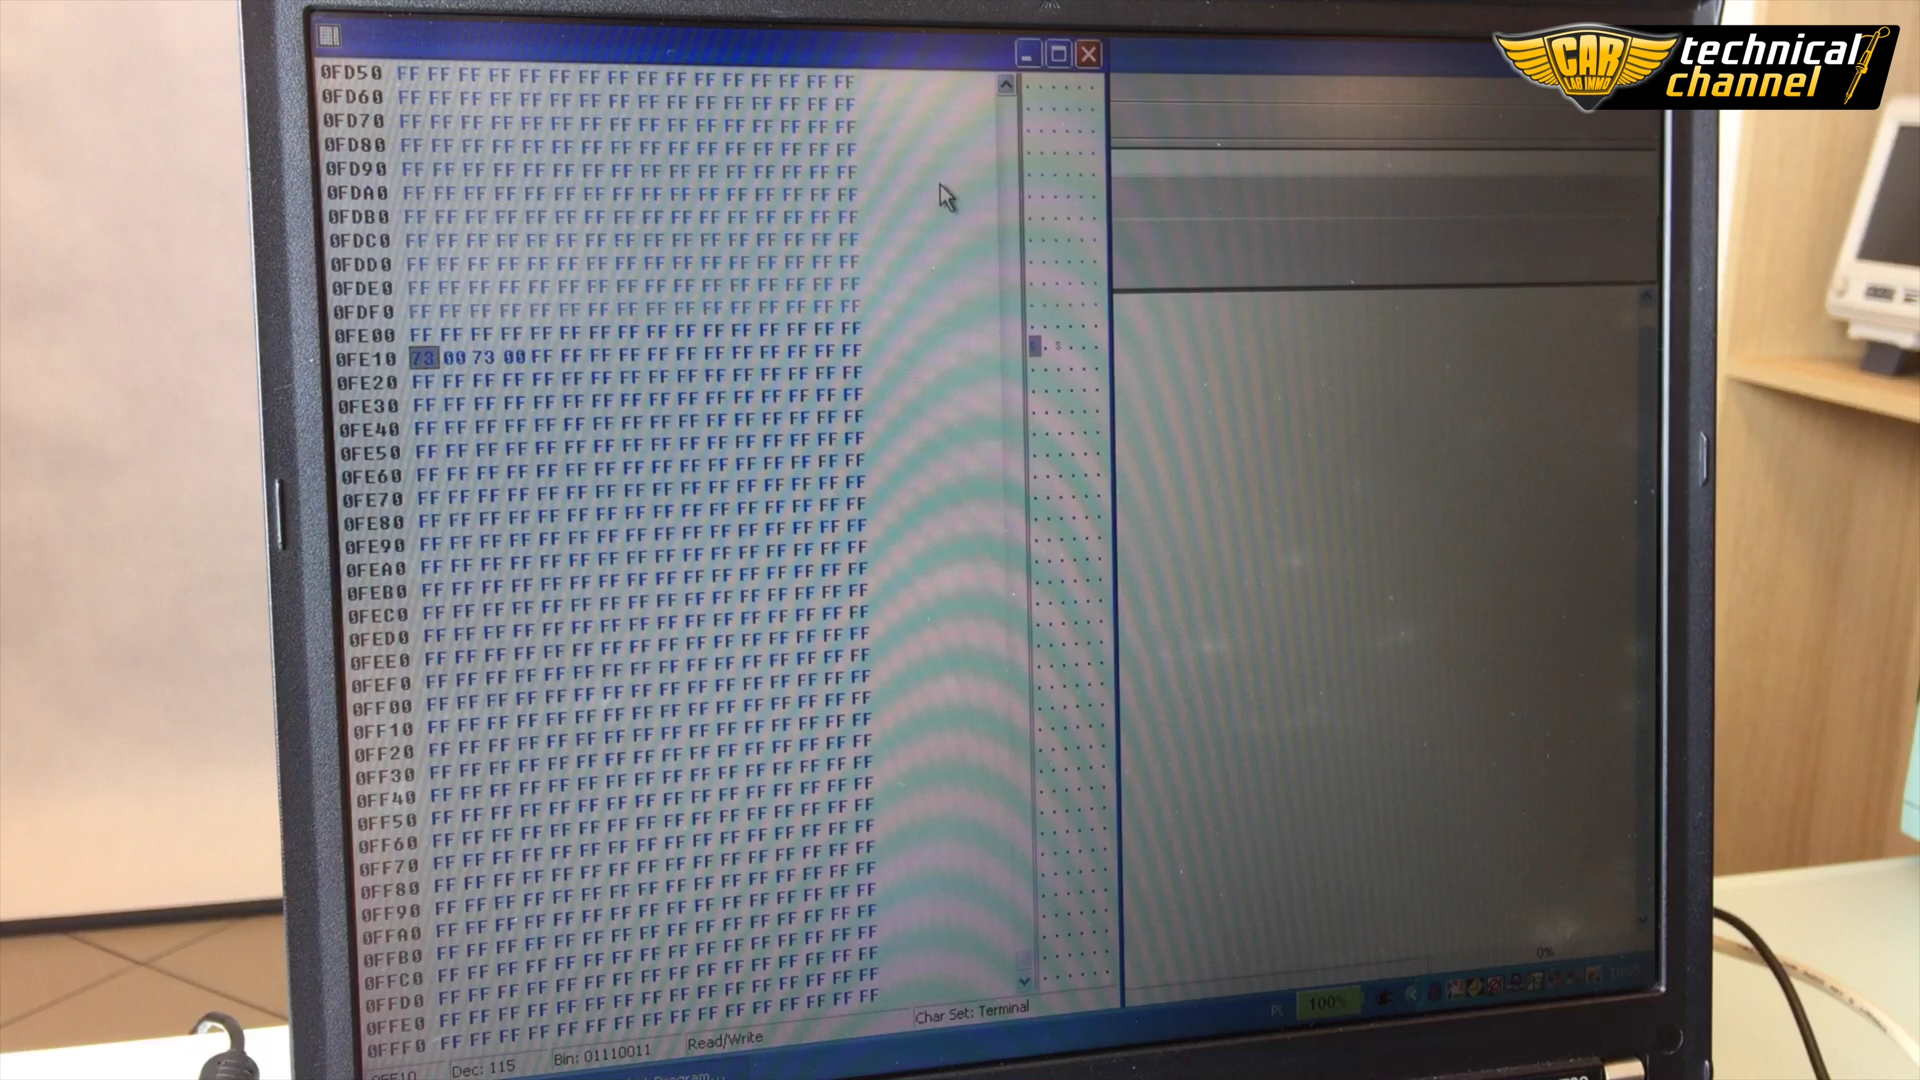 CAR
LAB IMMO
technical
channel
0FD50 FF FF FF FF FF FF FF FF FF FF FF FF FF FF FF FF ......
0FD60 FF FF FF FF FF FF FF FF FF FF FF FF FF FF FF FF ......
0FD70 FF FF FF FF FF FF FF FF FF FF FF FF FF FF FF FF ......
0FD80 FF FF FF FF FF FF FF FF FF FF FF FF FF FF FF FF ......
0FD90 FF FF FF FF FF FF FF FF FF FF FF FF FF FF FF FF ......
0FDA0 FF FF FF FF FF FF FF FF FF FF FF FF FF FF FF FF ......
0FDB0 FF FF FF FF FF FF FF FF FF FF FF FF FF FF FF FF ......
0FDC0 FF FF FF FF FF FF FF FF FF FF FF FF FF FF FF FF ......
0FDD0 FF FF FF FF FF FF FF FF FF FF FF FF FF FF FF FF ......
0FDE0 FF FF FF FF FF FF FF FF FF FF FF FF FF FF FF FF ......
0FDF0 FF FF FF FF FF FF FF FF FF FF FF FF FF FF FF FF ......
0FE00 FF FF FF FF FF FF FF FF FF FF FF FF FF FF FF FF ......
0FE10 73 00 73 00 FF FF FF FF FF FF FF FF FF FF FF FF s.s...
0FE20 FF FF FF FF FF FF FF FF FF FF FF FF FF FF FF FF ......
0FE30 FF FF FF FF FF FF FF FF FF FF FF FF FF FF FF FF ......
0FE40 FF FF FF FF FF FF FF FF FF FF FF FF FF FF FF FF ......
0FE50 FF FF FF FF FF FF FF FF FF FF FF FF FF FF FF FF ......
0FE60 FF FF FF FF FF FF FF FF FF FF FF FF FF FF FF FF ......
0FE70 FF FF FF FF FF FF FF FF FF FF FF FF FF FF FF FF ......
0FE80 FF FF FF FF FF FF FF FF FF FF FF FF FF FF FF FF ......
0FE90 FF FF FF FF FF FF FF FF FF FF FF FF FF FF FF FF ......
0FEA0 FF FF FF FF FF FF FF FF FF FF FF FF FF FF FF FF ......
0FEB0 FF FF FF FF FF FF FF FF FF FF FF FF FF FF FF FF ......
0FEC0 FF FF FF FF FF FF FF FF FF FF FF FF FF FF FF FF ......
0FED0 FF FF FF FF FF FF FF FF FF FF FF FF FF FF FF FF ......
0FEE0 FF FF FF FF FF FF FF FF FF FF FF FF FF FF FF FF ......
0FEF0 FF FF FF FF FF FF FF FF FF FF FF FF FF FF FF FF ......
0FF00 FF FF FF FF FF FF FF FF FF FF FF FF FF FF FF FF ......
0FF10 FF FF FF FF FF FF FF FF FF FF FF FF FF FF FF FF ......
0FF20 FF FF FF FF FF FF FF FF FF FF FF FF FF FF FF FF ......
0FF30 FF FF FF FF FF FF FF FF FF FF FF FF FF FF FF FF ......
0FF40 FF FF FF FF FF FF FF FF FF FF FF FF FF FF FF FF ......
0FF50 FF FF FF FF FF FF FF FF FF FF FF FF FF FF FF FF ......
0FF60 FF FF FF FF FF FF FF FF FF FF FF FF FF FF FF FF ......
0FF70 FF FF FF FF FF FF FF FF FF FF FF FF FF FF FF FF ......
0FF80 FF FF FF FF FF FF FF FF FF FF FF FF FF FF FF FF ......
0FF90 FF FF FF FF FF FF FF FF FF FF FF FF FF FF FF FF ......
0FFA0 FF FF FF FF FF FF FF FF FF FF FF FF FF FF FF FF ......
0FFB0 FF FF FF FF FF FF FF FF FF FF FF FF FF FF FF FF ......
0FFC0 FF FF FF FF FF FF FF FF FF FF FF FF FF FF FF FF ......
0FFD0 FF FF FF FF FF FF FF FF FF FF FF FF FF FF FF FF ......
0FFE0 FF FF FF FF FF FF FF FF FF FF FF FF FF FF FF FF ......
0FFF0 FF FF FF FF FF FF FF FF FF FF FF FF FF FF FF FF ......
0FE10 Dec: 115 Bin: 01110011 Read/Write Char Set: Terminal
0%
PL 100%